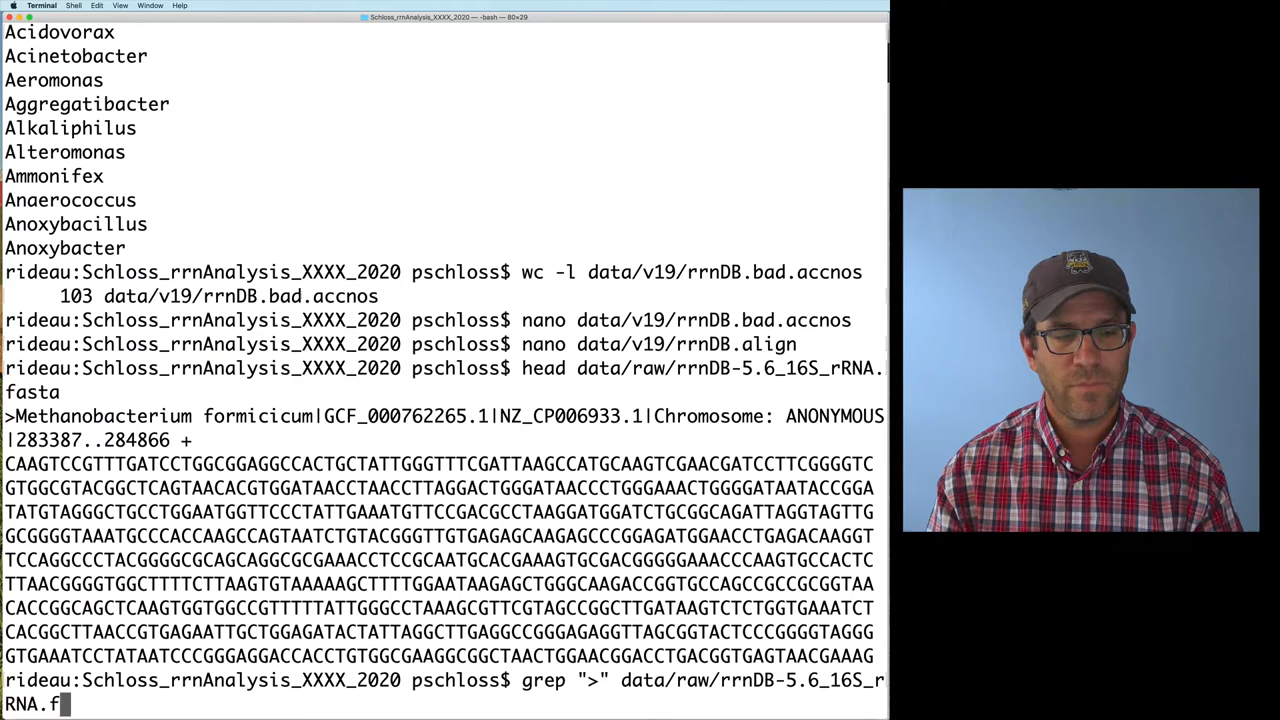 Terminal Shell Edit View Window Help
Schloss_rrnAnalysis_XXXX_2020 — -bash — 80×29
Acidovorax
Acinetobacter
Aeromonas
Aggregatibacter
Alkaliphilus
Alteromonas
Ammonifex
Anaerococcus
Anoxybacillus
Anoxybacter
rideau:Schloss_rrnAnalysis_XXXX_2020 pschloss$ wc -l data/v19/rrnDB.bad.accnos
103 data/v19/rrnDB.bad.accnos
rideau:Schloss_rrnAnalysis_XXXX_2020 pschloss$ nano data/v19/rrnDB.bad.accnos
rideau:Schloss_rrnAnalysis_XXXX_2020 pschloss$ nano data/v19/rrnDB.align
rideau:Schloss_rrnAnalysis_XXXX_2020 pschloss$ head data/raw/rrnDB-5.6_16S_rRNA.
fasta
>Methanobacterium formicicum|GCF_000762265.1|NZ_CP006933.1|Chromosome: ANONYMOUS
|283387..284866 +
CAAGTCCGTTTGATCCTGGCGGAGGCCACTGCTATTGGGTTTCGATTAAGCCATGCAAGTCGAACGATCCTTCGGGGTC
GTGGCGTACGGCTCAGTAACACGTGGATAACCTAACCTTAGGACTGGGATAACCCTGGGAAACTGGGGATAATACCGGA
TATGTAGGGCTGCCTGGAATGGTTCCCTATTGAAATGTTCCGACGCCTAAGGATGGATCTGCGGCAGATTAGGTAGTTG
GCGGGGTAAATGCCCACCAAGCCAGTAATCTGTACGGGTTGTGAGAGCAAGAGCCCGGAGATGGAACCTGAGACAAGGT
TCCAGGCCCTACGGGGCGCAGCAGGCGCGAAACCTCCGCAATGCACGAAAGTGCGACGGGGGAAACCCAAGTGCCACTC
TTAACGGGGTGGCTTTTCTTAAGTGTAAAAAGCTTTTGGAATAAGAGCTGGGCAAGACCGGTGCCAGCCGCCGCGGTAA
CACCGGCAGCTCAAGTGGTGGCCGTTTTTATTGGGCCTAAAGCGTTCGTAGCCGGCTTGATAAGTCTCTGGTGAAATCT
CACGGCTTAACCGTGAGAATTGCTGGAGATACTATTAGGCTTGAGGCCGGGAGAGGTTAGCGGTACTCCCGGGGTAGGG
GTGAAATCCTATAATCCCGGGAGGACCACCTGTGGCGAAGGCGGCTAACTGGAACGGACCTGACGGTGAGTAACGAAAG
rideau:Schloss_rrnAnalysis_XXXX_2020 pschloss$ grep ">" data/raw/rrnDB-5.6_16S_r
RNA.f